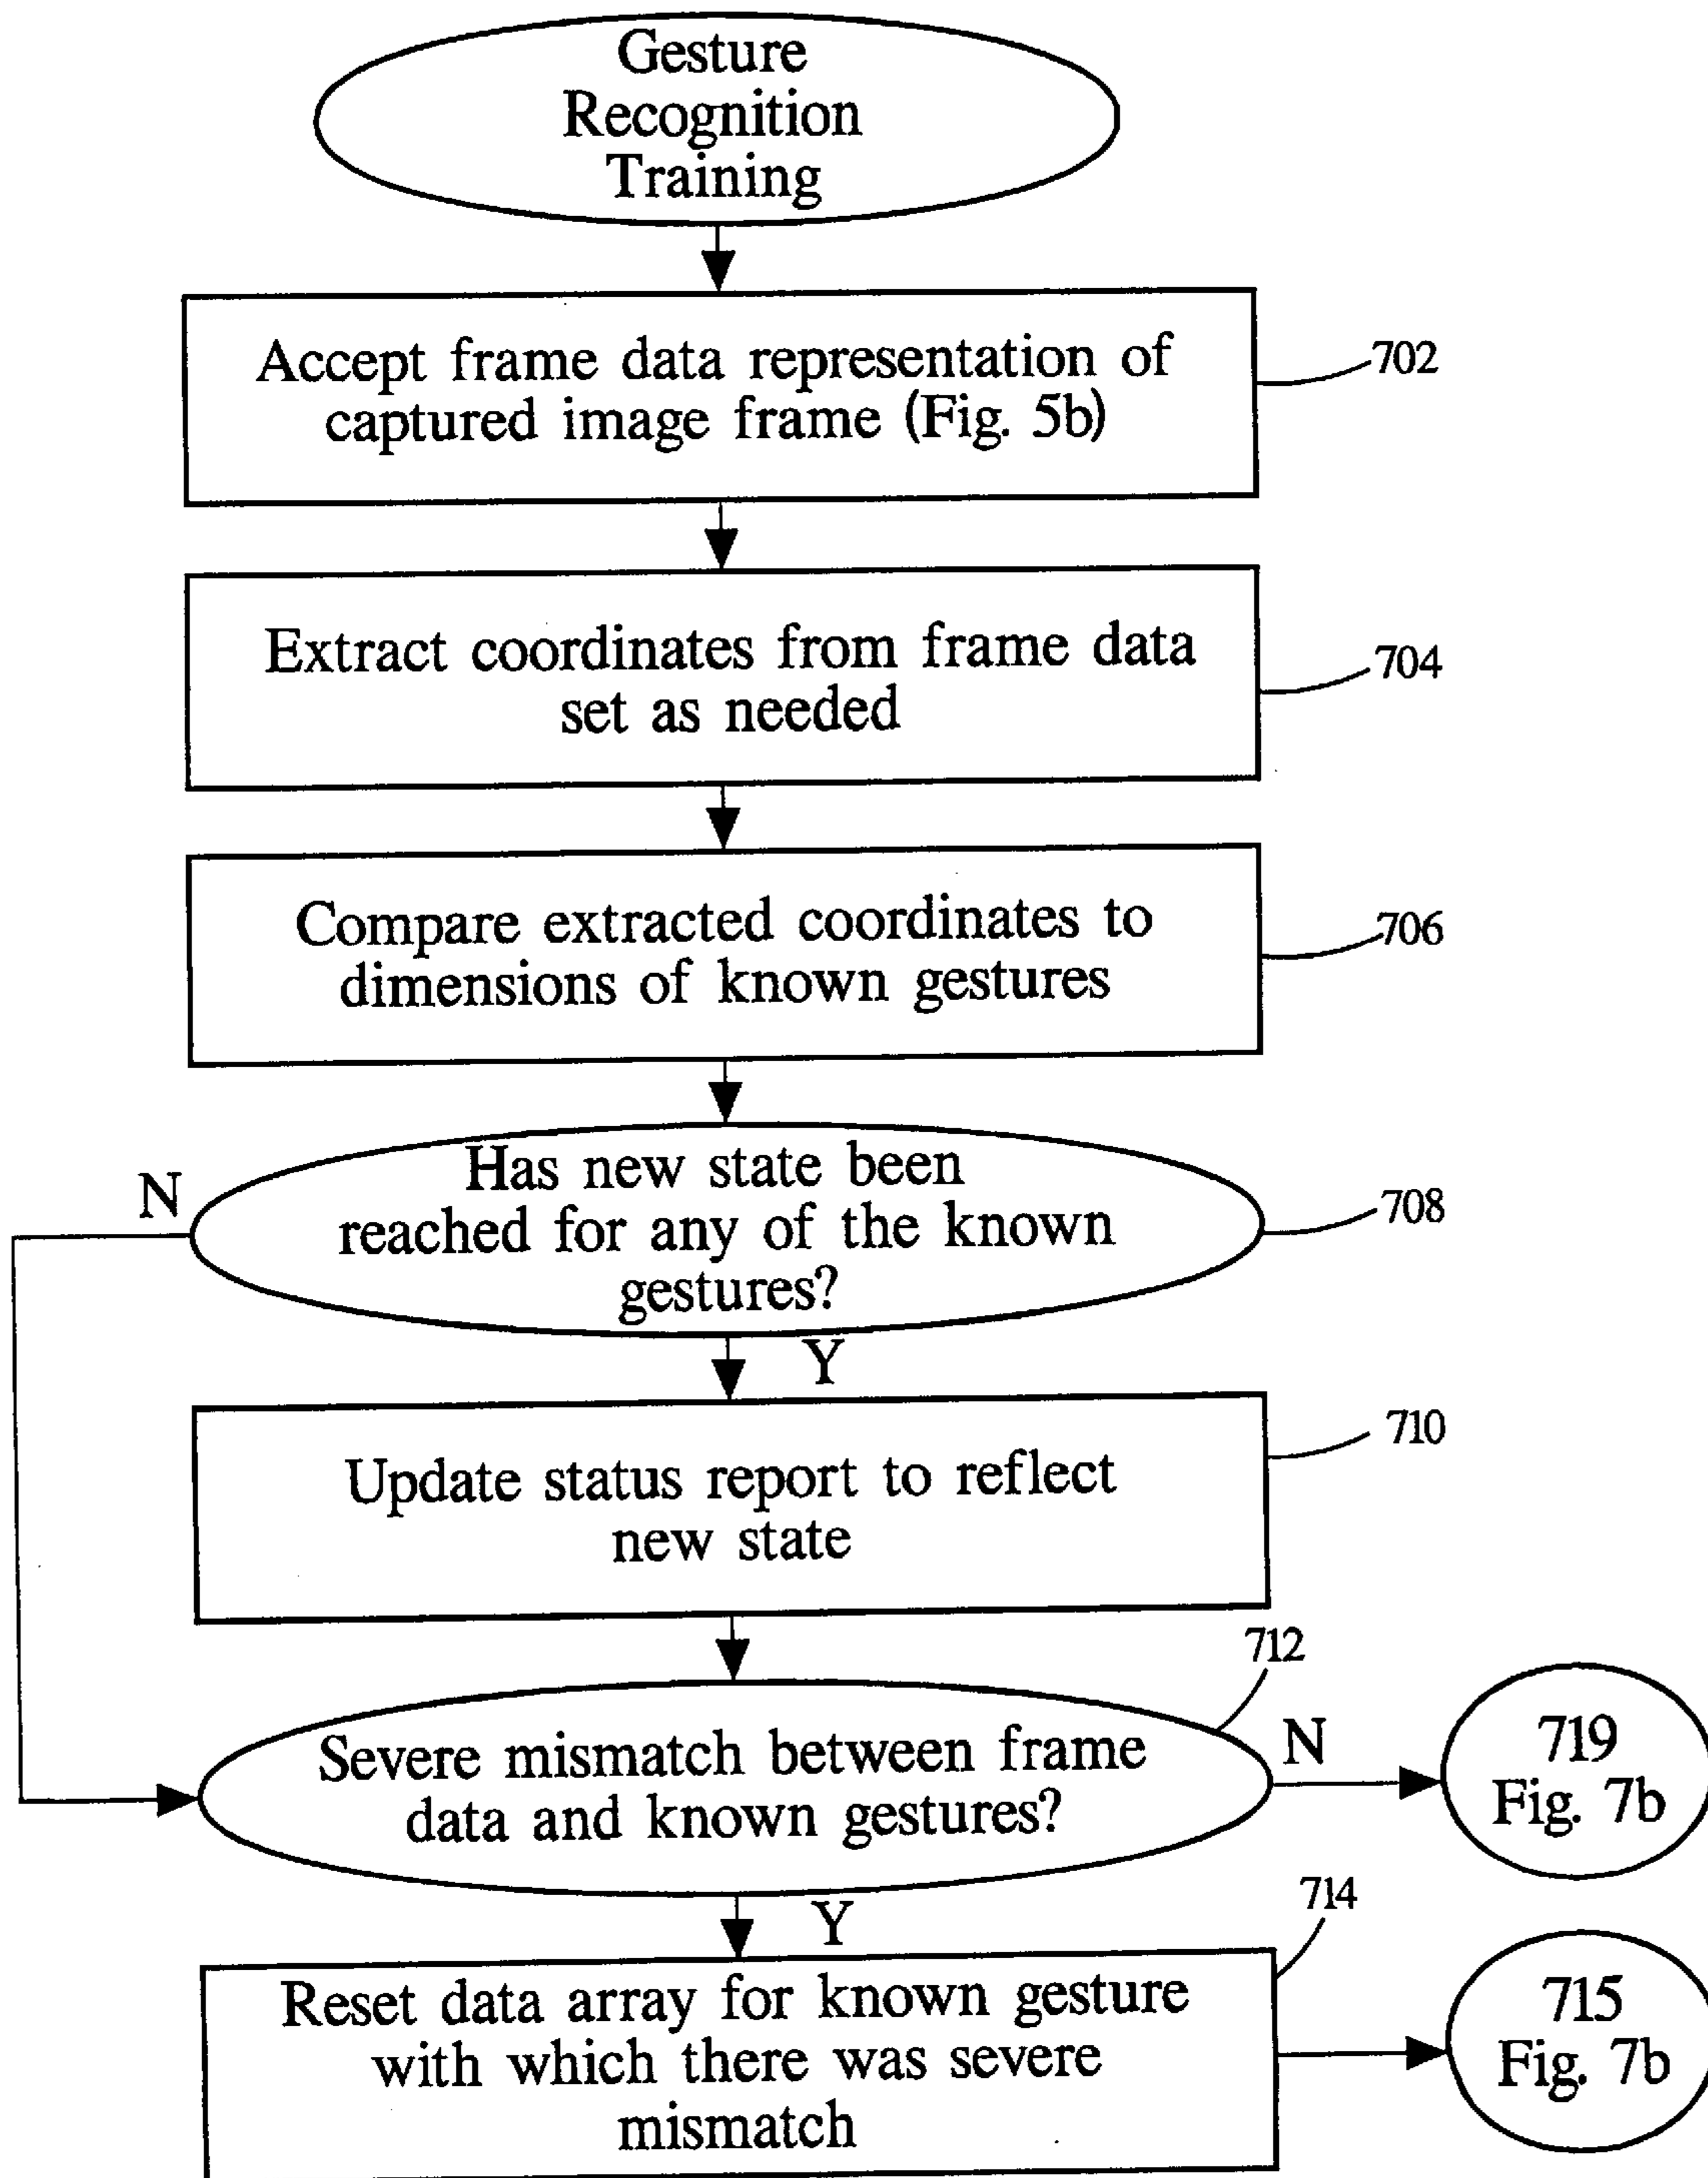 Gesture
Recognition
Training
Accept frame data representation of
captured image frame (Fig. 5b)
702
Extract coordinates from frame data
set as needed
704
Compare extracted coordinates to
dimensions of known gestures
706
Has new state been
reached for any of the known
gestures?
708
N
Y
Update status report to reflect
new state
710
712
Severe mismatch between frame
data and known gestures?
N
719
Fig. 7b
Y
714
Reset data array for known gesture
with which there was severe
mismatch
715
Fig. 7b